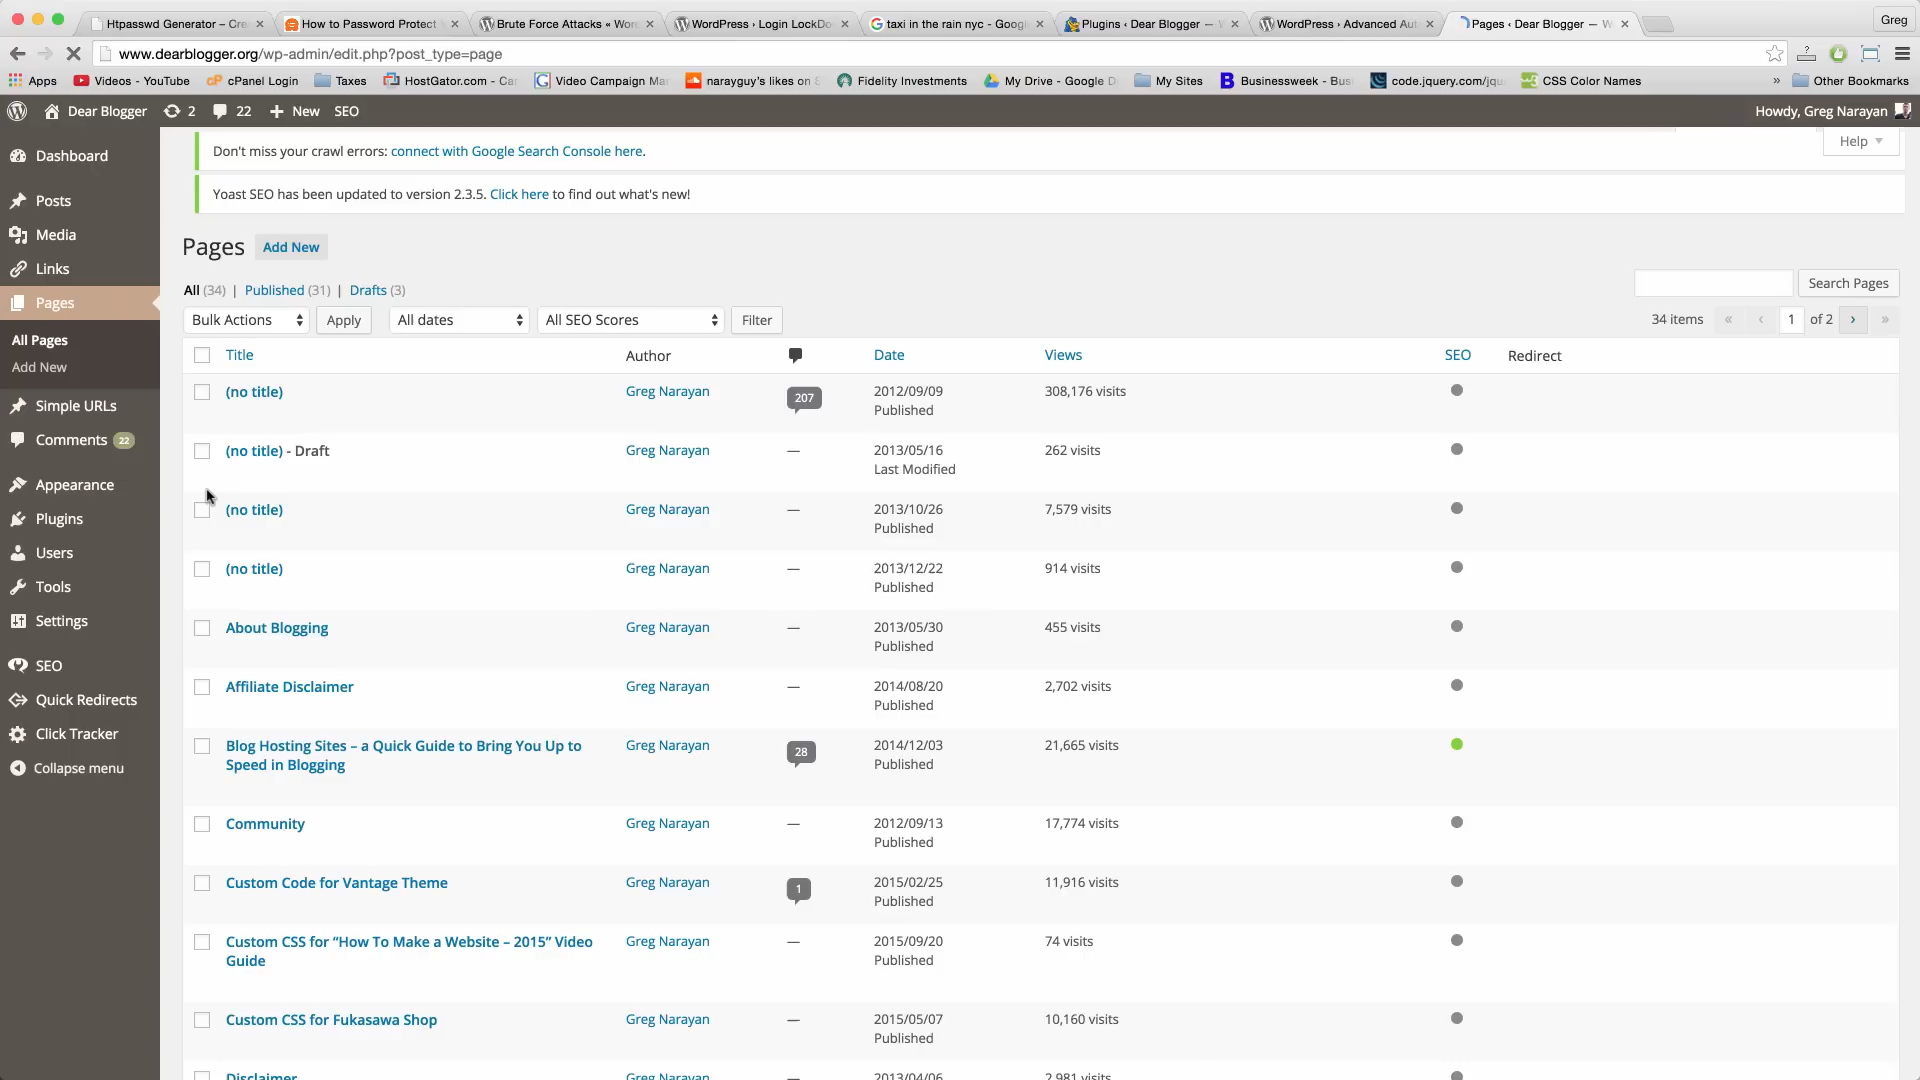 Htpasswd Generator – Cre
How to Password Protect
Brute Force Attacks « Wor
WordPress › Login LockDo
taxi in the rain nyc - Goog
Plugins ‹ Dear Blogger —
WordPress › Advanced Aut
Pages ‹ Dear Blogger — W
Greg
www.dearblogger.org/wp-admin/edit.php?post_type=page
Apps
Videos - YouTube
cPanel Login
Taxes
HostGator.com - Ca
Video Campaign Ma
narayguy's likes on S
Fidelity Investments
My Drive - Google D
My Sites
Businessweek - Bus
code.jquery.com/jqu
CSS Color Names
»
Other Bookmarks
Dear Blogger
2
22
New
SEO
Howdy, Greg Narayan
Dashboard
Posts
Media
Links
Pages
All Pages
Add New
Simple URLs
Comments 22
Appearance
Plugins
Users
Tools
Settings
SEO
Quick Redirects
Click Tracker
Collapse menu
Help
Don't miss your crawl errors: connect with Google Search Console here.
Yoast SEO has been updated to version 2.3.5. Click here to find out what's new!
Pages Add New
All (34) | Published (31) | Drafts (3)
Search Pages
Bulk Actions Apply All dates All SEO Scores Filter
34 items « ‹ 1 of 2 › »
Title Author Date Views SEO Redirect
(no title) Greg Narayan 207 2012/09/09 308,176 visits
Published
(no title) - Draft Greg Narayan — 2013/05/16 262 visits
Last Modified
(no title) Greg Narayan — 2013/10/26 7,579 visits
Published
(no title) Greg Narayan — 2013/12/22 914 visits
Published
About Blogging Greg Narayan — 2013/05/30 455 visits
Published
Affiliate Disclaimer Greg Narayan — 2014/08/20 2,702 visits
Published
Blog Hosting Sites – a Quick Guide to Bring You Up to Greg Narayan 28 2014/12/03 21,665 visits
Speed in Blogging Published
Community Greg Narayan — 2012/09/13 17,774 visits
Published
Custom Code for Vantage Theme Greg Narayan 1 2015/02/25 11,916 visits
Published
Custom CSS for “How To Make a Website – 2015” Video Greg Narayan — 2015/09/20 74 visits
Guide Published
Custom CSS for Fukasawa Shop Greg Narayan — 2015/05/07 10,160 visits
Published
Disclaimer Greg Narayan — 2013/04/06 2,981 visits